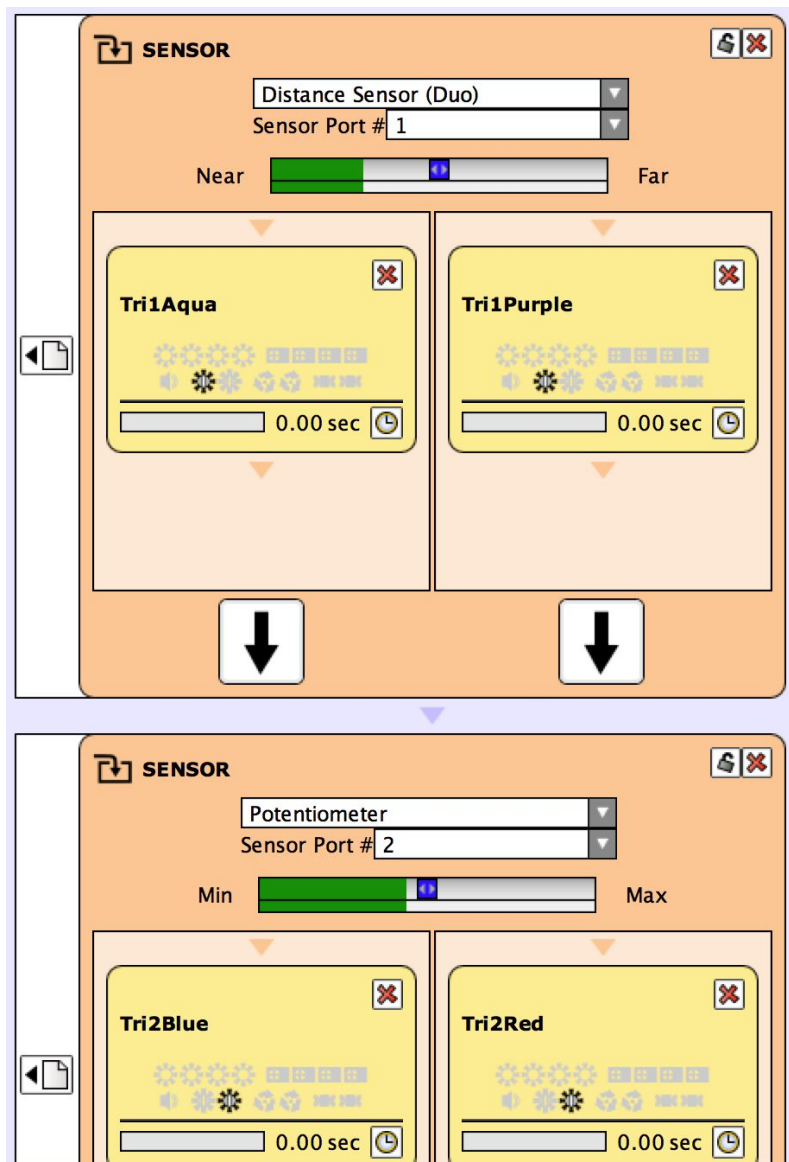 SENSOR
Distance Sensor (Duo)
Sensor Port # 1
Near Far
Tri1Aqua Tri1Purple
0.00 sec 0.00 sec
SENSOR
Potentiometer
Sensor Port # 2
Min Max
Tri2Blue Tri2Red
0.00 sec 0.00 sec